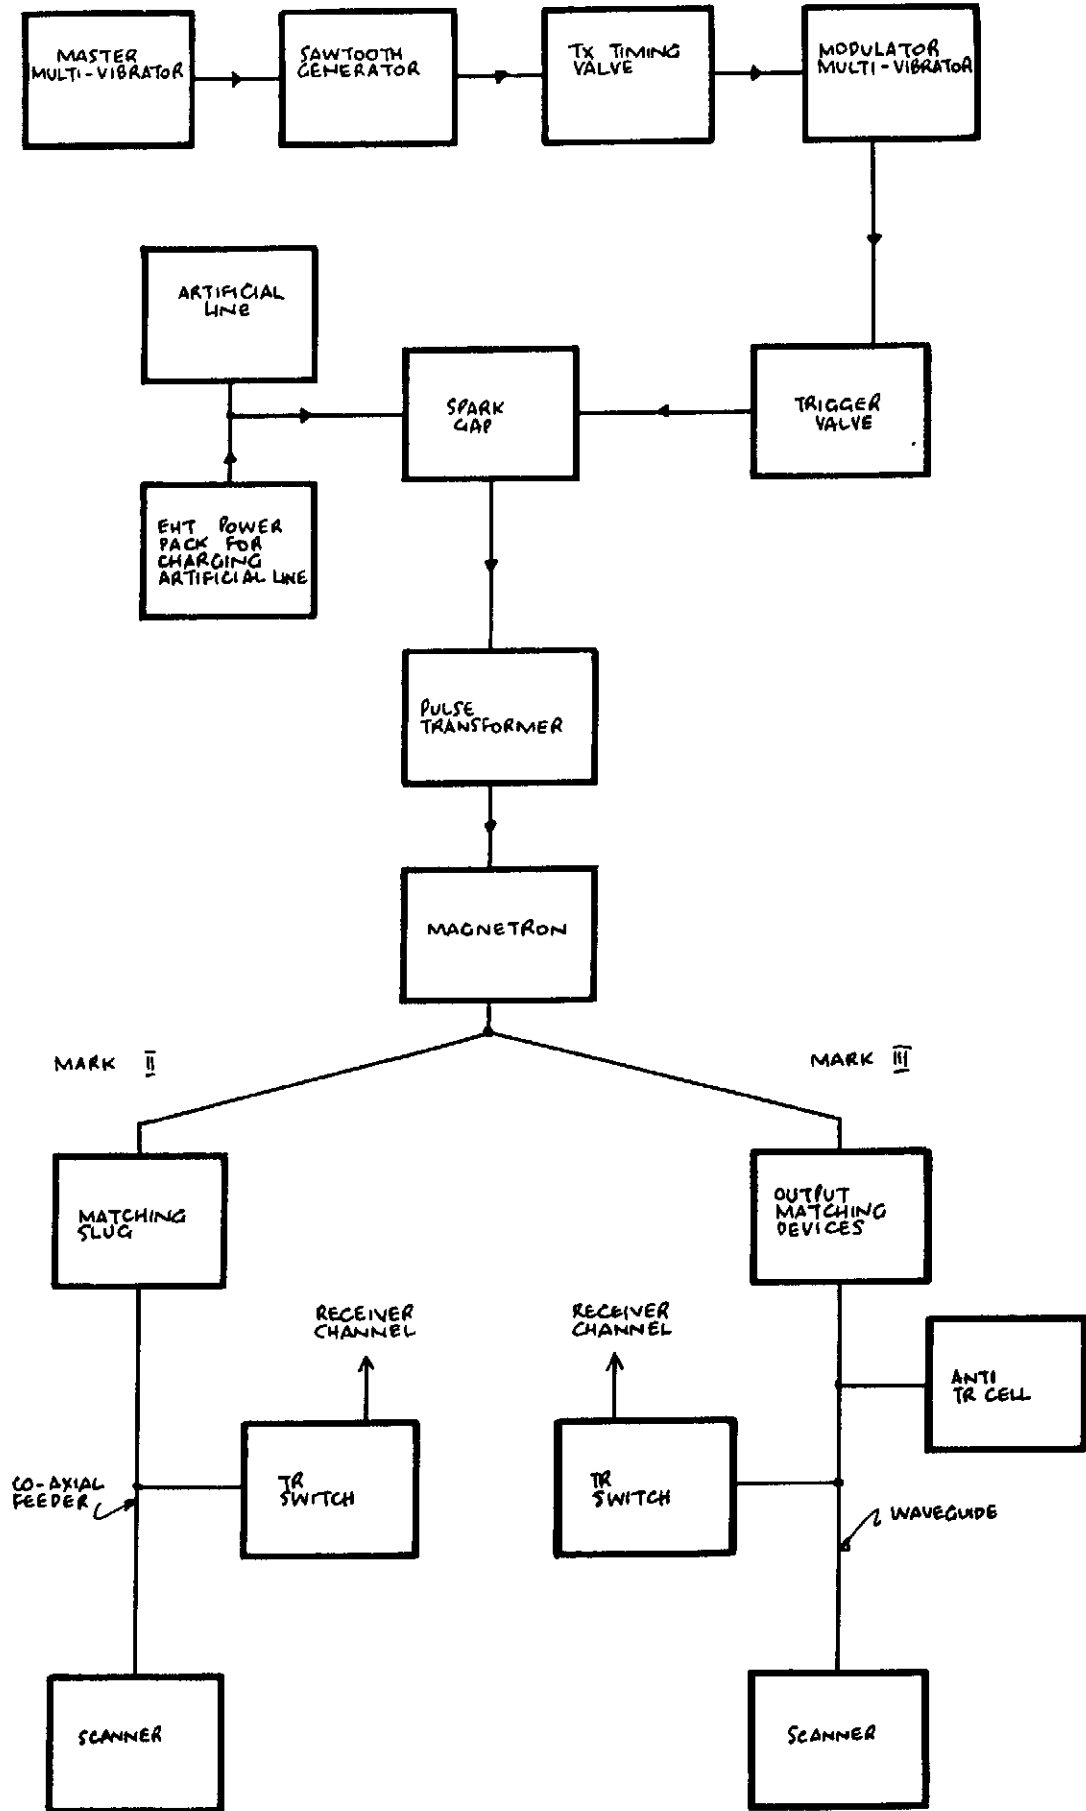 MASTER
MULTI-VIBRATOR
SAWTOOTH
GENERATOR
TX TIMING
VALVE
MODULATOR
MULTI-VIBRATOR
ARTIFICIAL
LINE
SPARK
GAP
TRIGGER
VALVE
EHT POWER
PACK FOR
CHARGING
ARTIFICIAL LINE
PULSE
TRANSFORMER
MAGNETRON
MARK II
MARK III
MATCHING
SLUG
OUTPUT
MATCHING
DEVICES
RECEIVER
CHANNEL
RECEIVER
CHANNEL
ANTI
TR CELL
CO-AXIAL
FEEDER
TR
SWITCH
TR
SWITCH
WAVEGUIDE
SCANNER
SCANNER